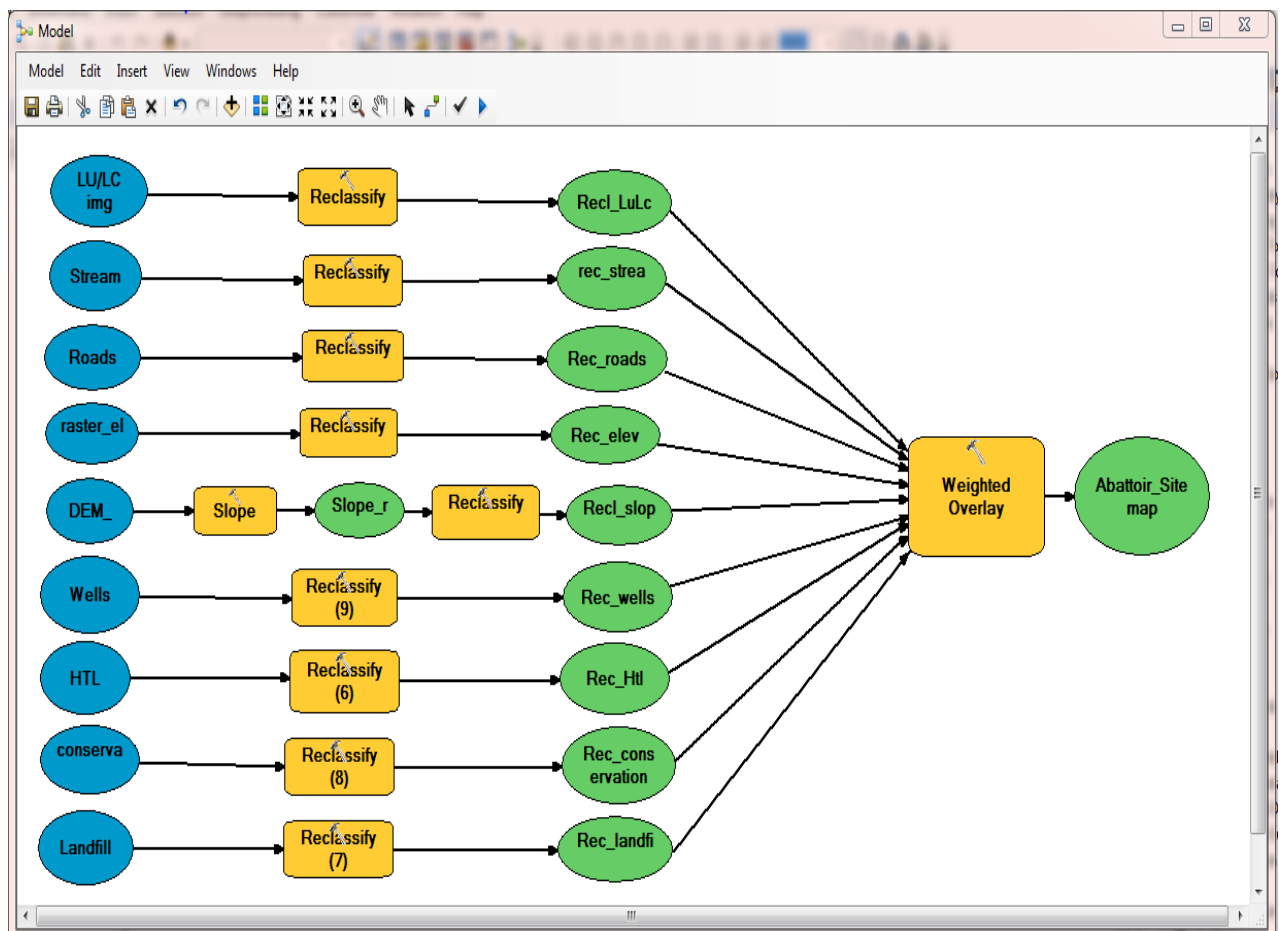 Model
Model Edit Insert View Windows Help
LU/LC
img
Reclassify
Recl_LuLc
Stream
Reclassify
rec_strea
Roads
Reclassify
Rec_roads
raster_el
Reclassify
Rec_elev
DEM_
Slope
Slope_r
Reclassify
Recl_slop
Wells
Reclassify
(9)
Rec_wells
HTL
Reclassify
(6)
Rec_Htl
conserva
Reclassify
(8)
Rec_cons
ervation
Landfill
Reclassify
(7)
Rec_landfi
Weighted
Overlay
Abattoir_Site
map